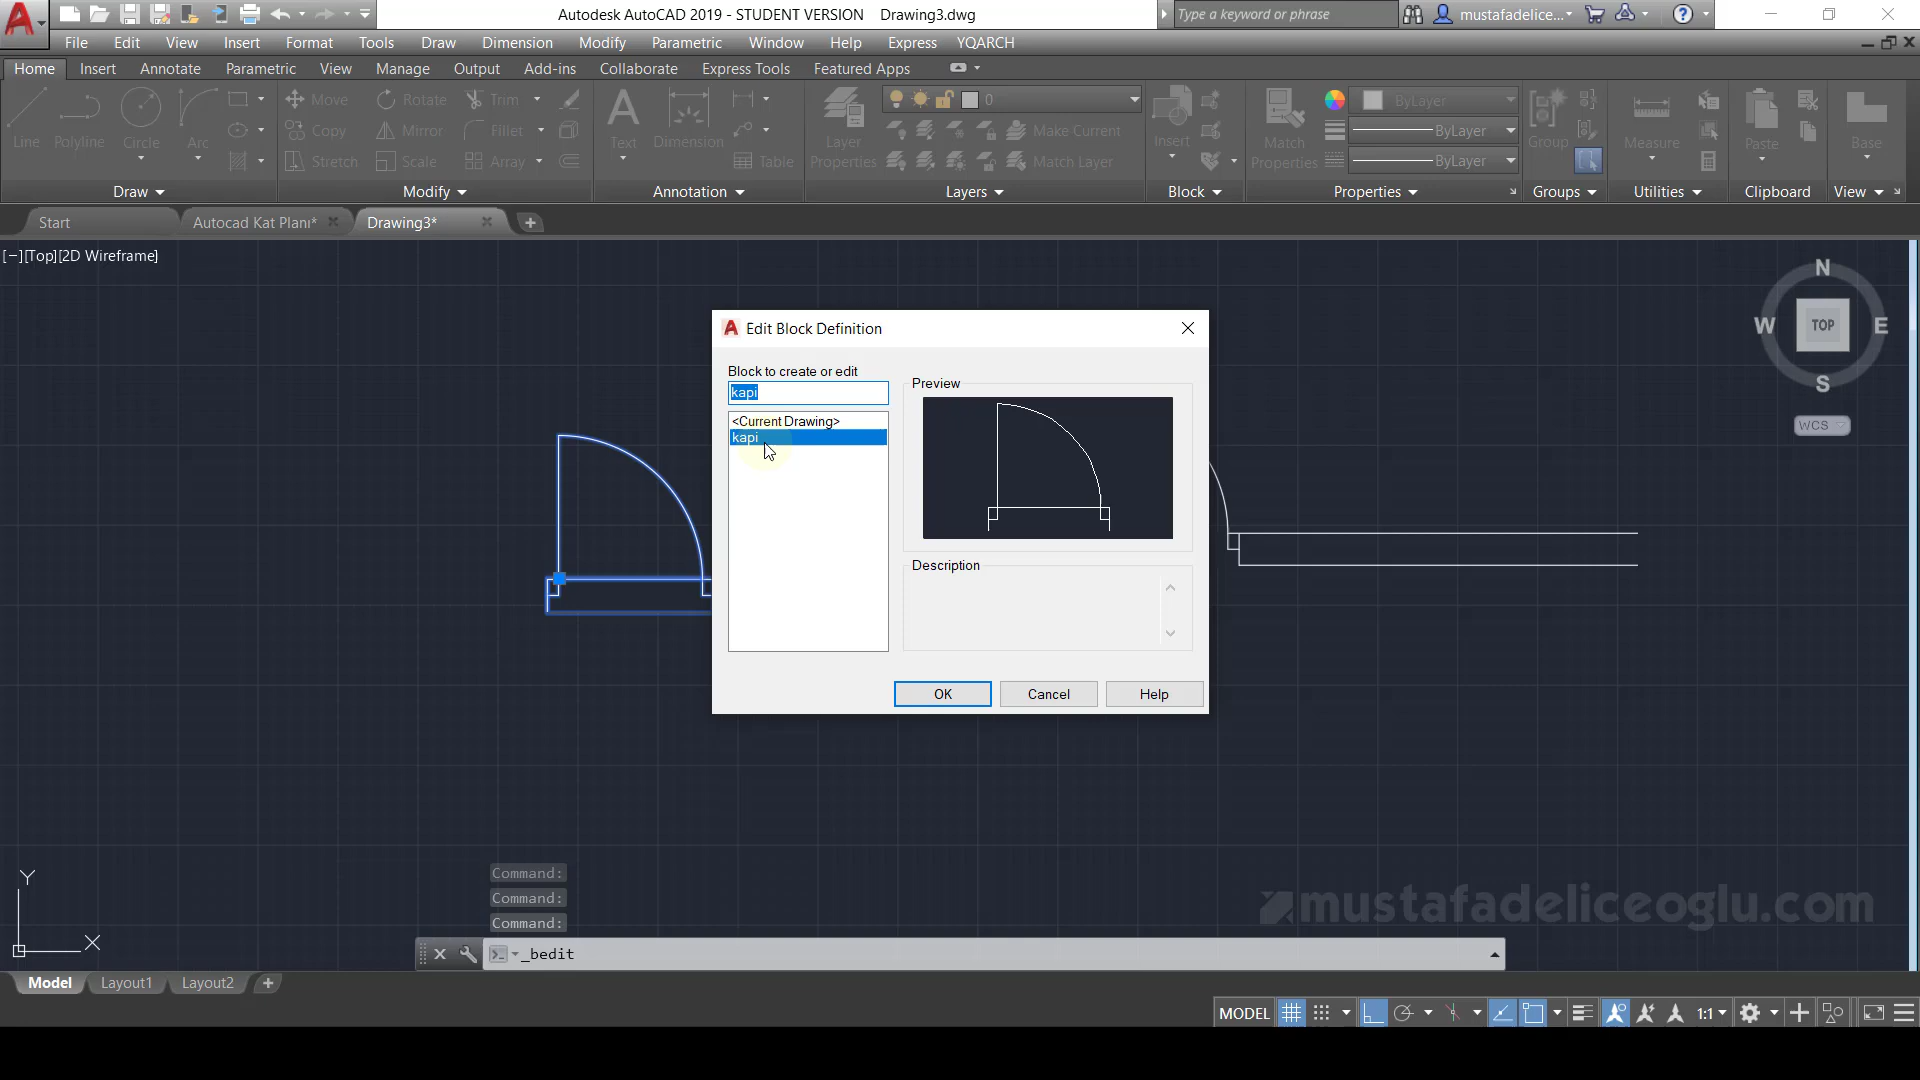 Autodesk AutoCAD 2019 - STUDENT VERSION Drawing3.dwg
Type a keyword or phrase
mustafadelice...
File Edit View Insert Format Tools Draw Dimension Modify Parametric Window Help Express YQARCH
Home Insert Annotate Parametric View Manage Output Add-ins Collaborate Express Tools Featured Apps
Line Polyline Circle Arc
Move Rotate Trim
Copy Mirror Fillet
Stretch Scale Array
Text Dimension Table
Layer Properties
0
Make Current
Match Layer
Insert
Match Properties
ByLayer
ByLayer
ByLayer
Group
Measure
Paste
Base
Draw Modify Annotation Layers Block Properties Groups Utilities Clipboard View
Start Autocad Kat Planı* Drawing3*
[−][Top][2D Wireframe]
N
W TOP E
S
WCS
Edit Block Definition
Block to create or edit
kapi
<Current Drawing>
kapi
Preview
Description
OK Cancel Help
Command:
Command:
Command:
_bedit
Y
X
mustafadeliceoglu.com
Model Layout1 Layout2
MODEL 1:1